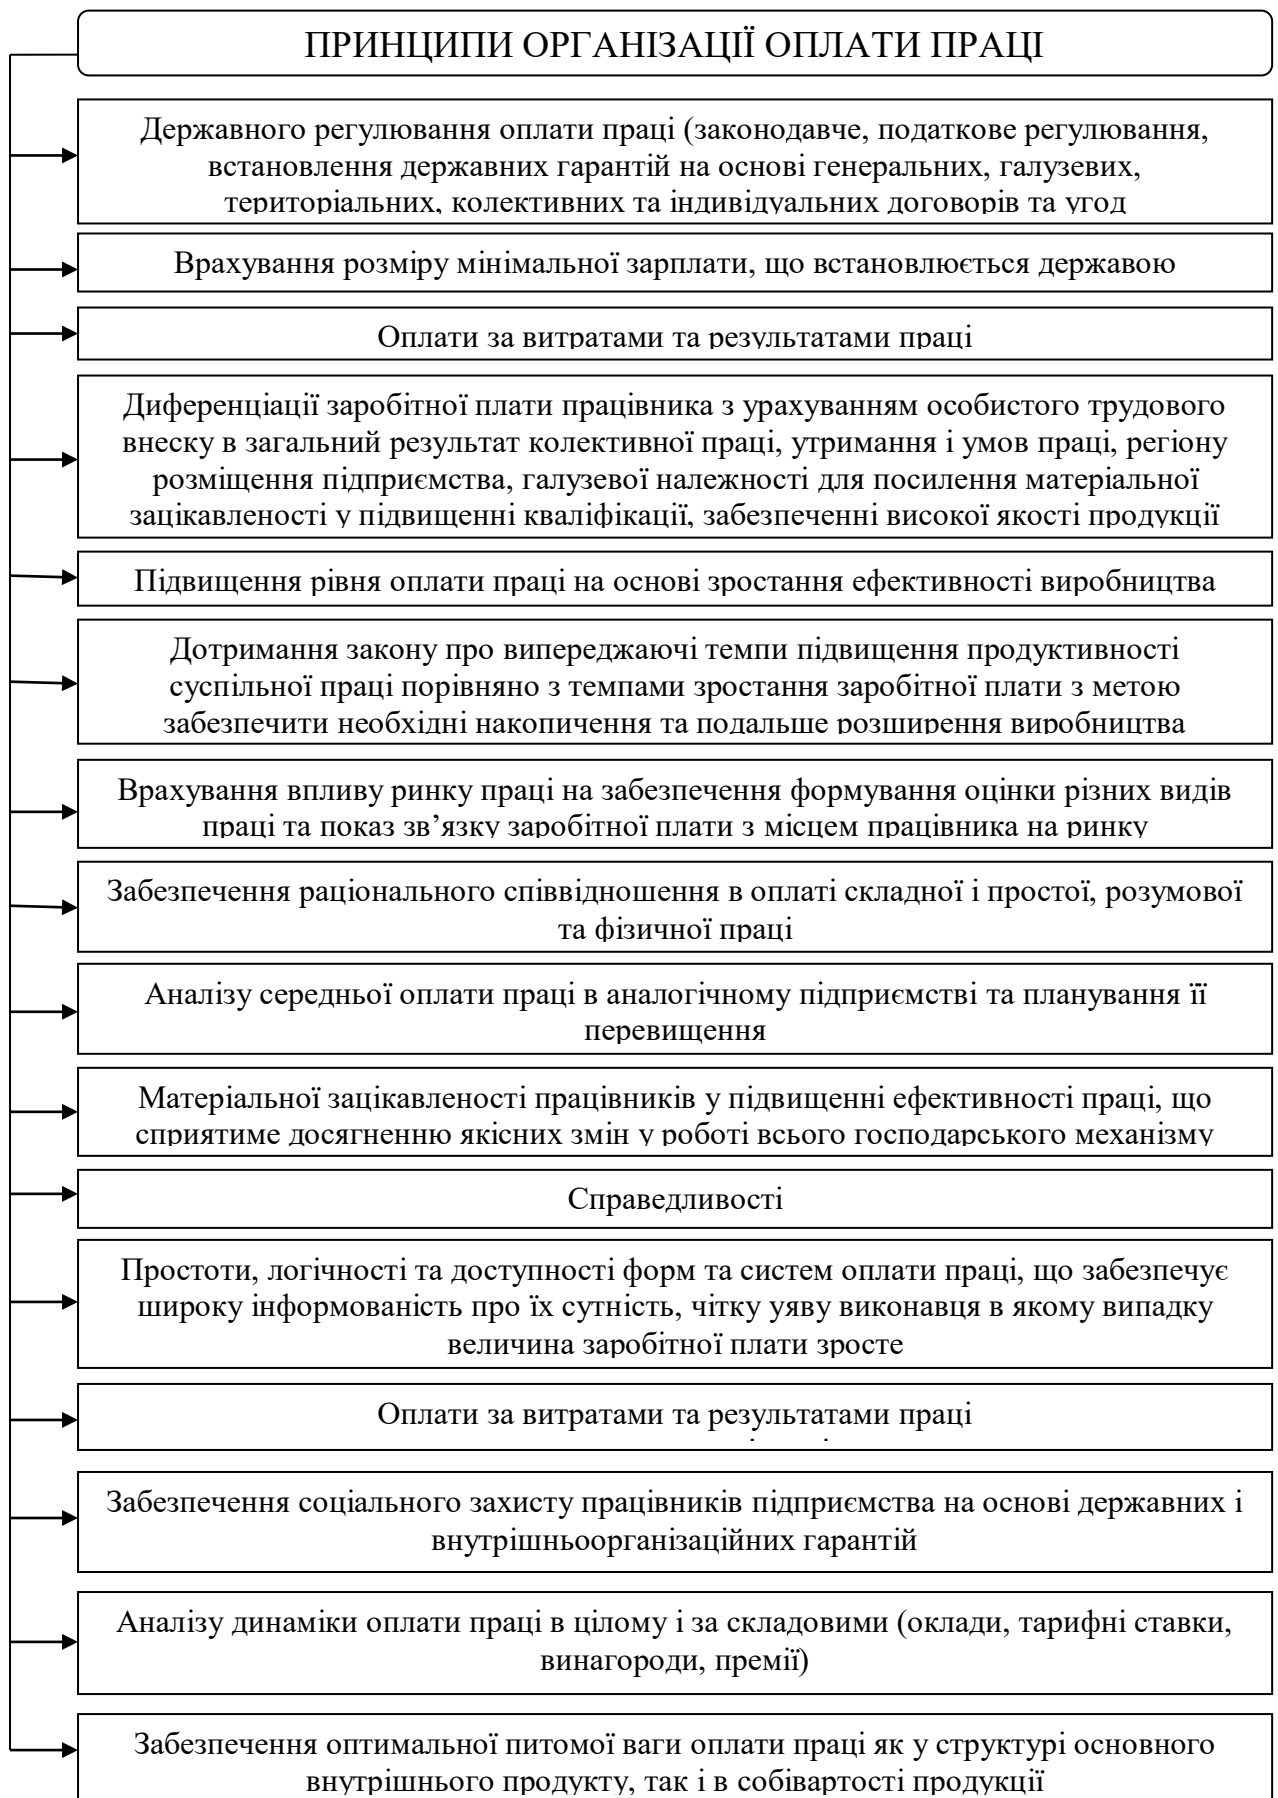 ПРИНЦИПИ ОРГАНІЗАЦІЇ ОПЛАТИ ПРАЦІ
Державного регулювання оплати праці (законодавче, податкове регулювання,
встановлення державних гарантій на основі генеральних, галузевих,
територіальних, колективних та індивідуальних договорів та угод
Врахування розміру мінімальної зарплати, що встановлюється державою
Оплати за витратами та результатами праці
Диференціації заробітної плати працівника з урахуванням особистого трудового
внеску в загальний результат колективної праці, утримання і умов праці, регіону
розміщення підприємства, галузевої належності для посилення матеріальної
зацікавленості у підвищенні кваліфікації, забезпеченні високої якості продукції
Підвищення рівня оплати праці на основі зростання ефективності виробництва
Дотримання закону про випереджаючі темпи підвищення продуктивності
суспільної праці порівняно з темпами зростання заробітної плати з метою
забезпечити необхідні накопичення та подальше розширення виробництва
Врахування впливу ринку праці на забезпечення формування оцінки різних видів
праці та показ зв’язку заробітної плати з місцем працівника на ринку
Забезпечення раціонального співвідношення в оплаті складної і простої, розумової
та фізичної праці
Аналізу середньої оплати праці в аналогічному підприємстві та планування її
перевищення
Матеріальної зацікавленості працівників у підвищенні ефективності праці, що
сприятиме досягненню якісних змін у роботі всього господарського механізму
Справедливості
Простоти, логічності та доступності форм та систем оплати праці, що забезпечує
широку інформованість про їх сутність, чітку уяву виконавця в якому випадку
величина заробітної плати зросте
Оплати за витратами та результатами праці
Забезпечення соціального захисту працівників підприємства на основі державних і
внутрішньоорганізаційних гарантій
Аналізу динаміки оплати праці в цілому і за складовими (оклади, тарифні ставки,
винагороди, премії)
Забезпечення оптимальної питомої ваги оплати праці як у структурі основного
внутрішнього продукту, так і в собівартості продукції